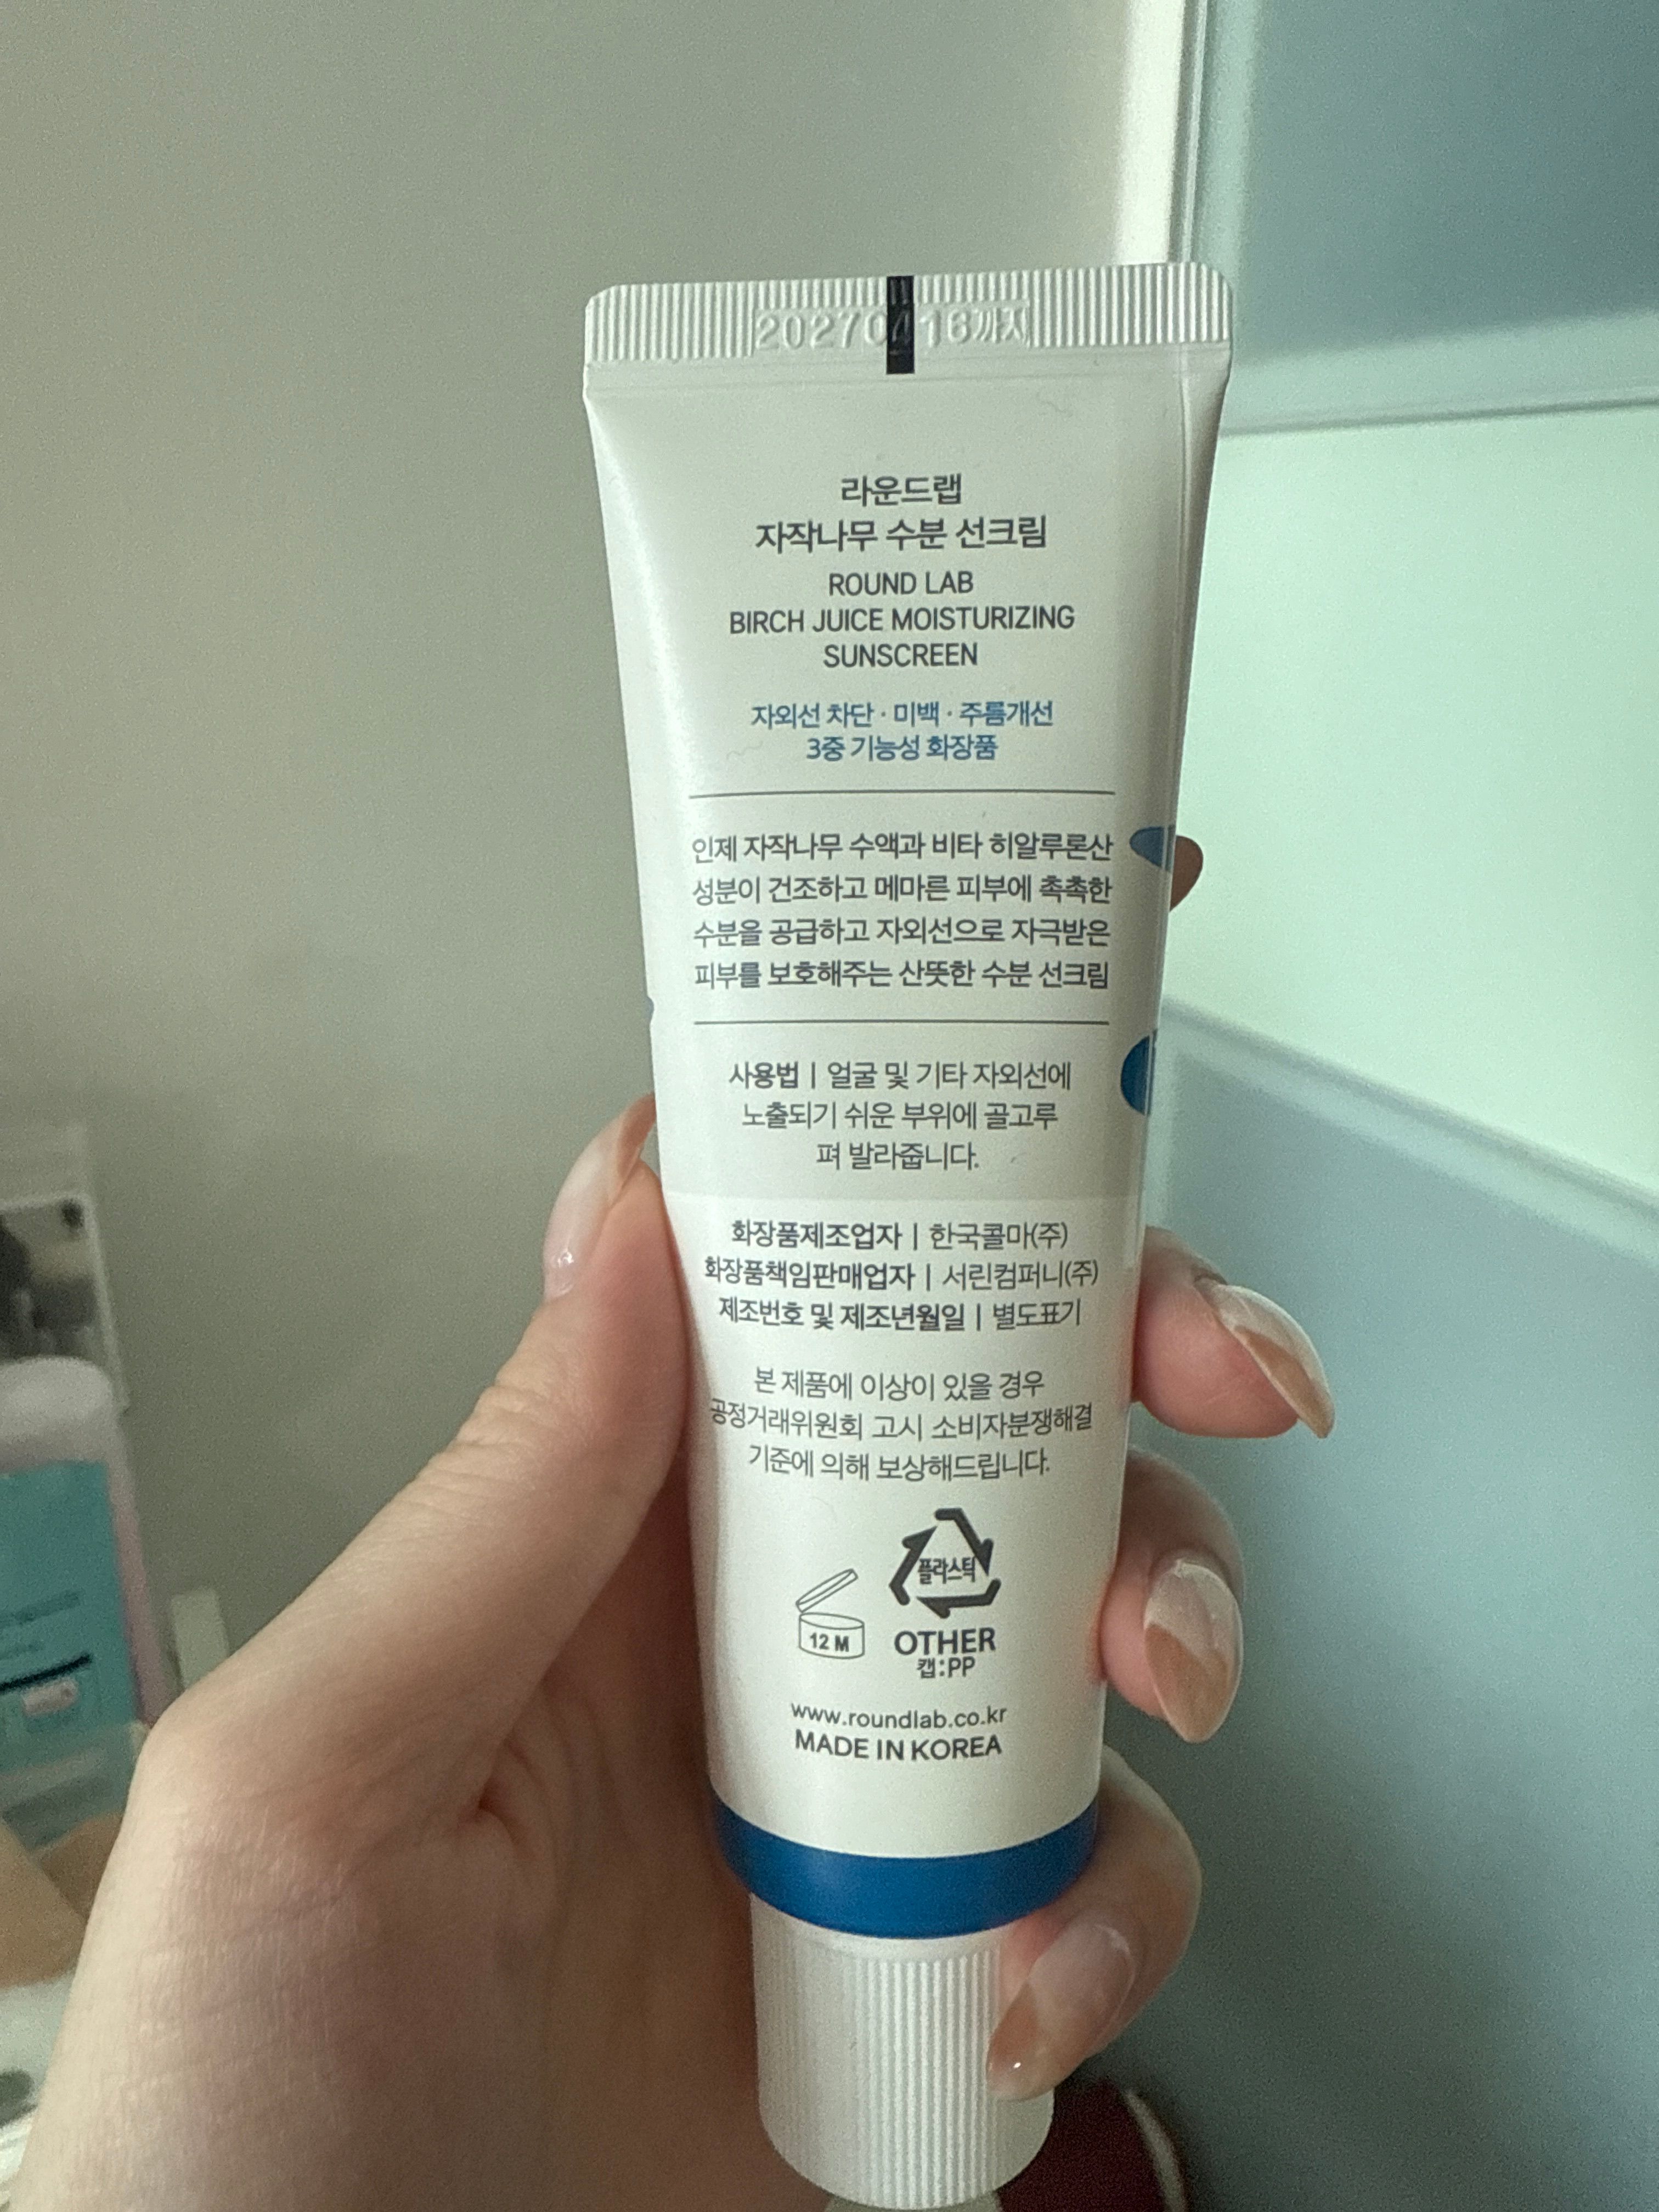 20270416까지
라운드랩
자작나무 수분 선크림
ROUND LAB
BIRCH JUICE MOISTURIZING
SUNSCREEN
자외선 차단 · 미백 · 주름개선
3중 기능성 화장품
인제 자작나무 수액과 비타 히알루론산
성분이 건조하고 메마른 피부에 촉촉한
수분을 공급하고 자외선으로 자극받은
피부를 보호해주는 산뜻한 수분 선크림
사용법 | 얼굴 및 기타 자외선에
노출되기 쉬운 부위에 골고루
펴 발라줍니다.
화장품제조업자 | 한국콜마(주)
화장품책임판매업자 | 서린컴퍼니(주)
제조번호 및 제조년월일 | 별도표기
본 제품에 이상이 있을 경우
공정거래위원회 고시 소비자분쟁해결
기준에 의해 보상해드립니다.
플라스틱
12 M
OTHER
캡:PP
www.roundlab.co.kr
MADE IN KOREA